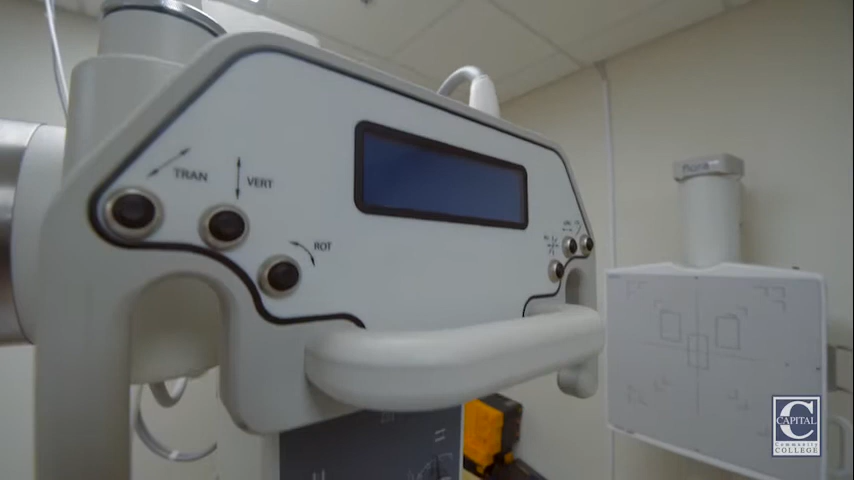 TRAN
VERT
ROT
C
CAPITAL
Community
COLLEGE